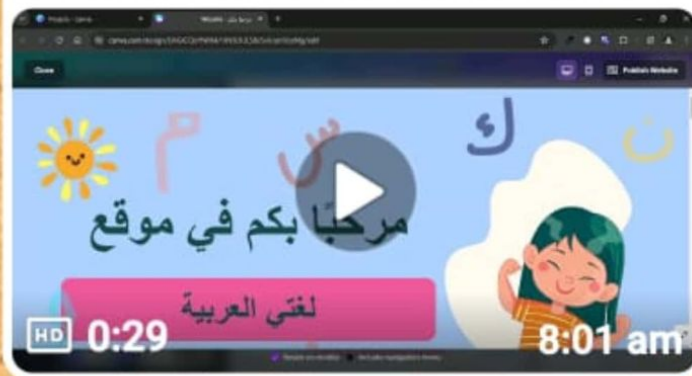 Close
Publish Website
م س ك ن
مرحبًا بكم في موقع
لغتي العربية
HD 0:29
8:01 am